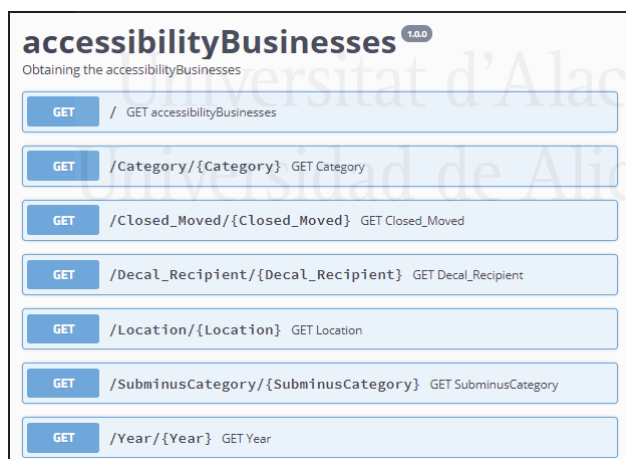 accessibilityBusinesses 1.0.0
Obtaining the accessibilityBusinesses
Universitat d'Alac
GET / GET accessibilityBusinesses
Universidad de Alic
GET /Category/{Category} GET Category
GET /Closed_Moved/{Closed_Moved} GET Closed_Moved
GET /Decal_Recipient/{Decal_Recipient} GET Decal_Recipient
GET /Location/{Location} GET Location
GET /SubminusCategory/{SubminusCategory} GET SubminusCategory
GET /Year/{Year} GET Year